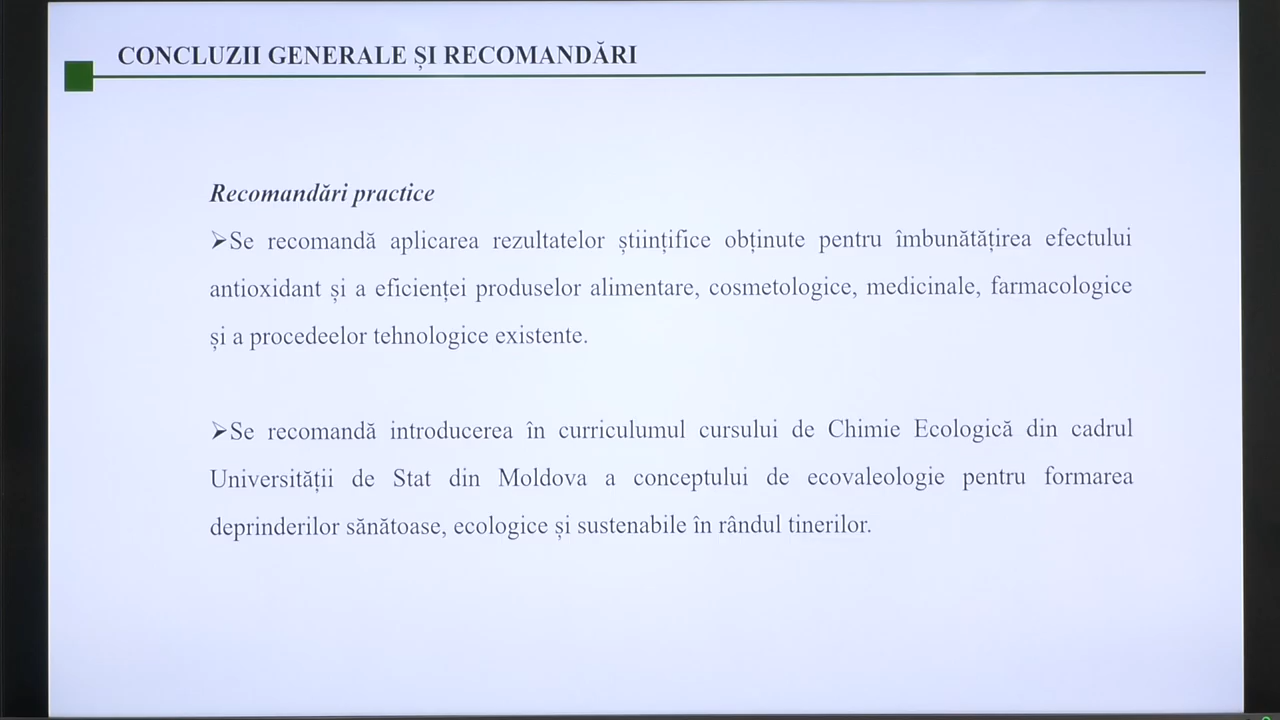 CONCLUZII GENERALE ȘI RECOMANDĂRI
Recomandări practice
➢Se recomandă aplicarea rezultatelor științifice obținute pentru îmbunătățirea efectului
antioxidant și a eficienței produselor alimentare, cosmetologice, medicinale, farmacologice
și a procedeelor tehnologice existente.
➢Se recomandă introducerea în curriculumul cursului de Chimie Ecologică din cadrul
Universității de Stat din Moldova a conceptului de ecovaleologie pentru formarea
deprinderilor sănătoase, ecologice și sustenabile în rândul tinerilor.